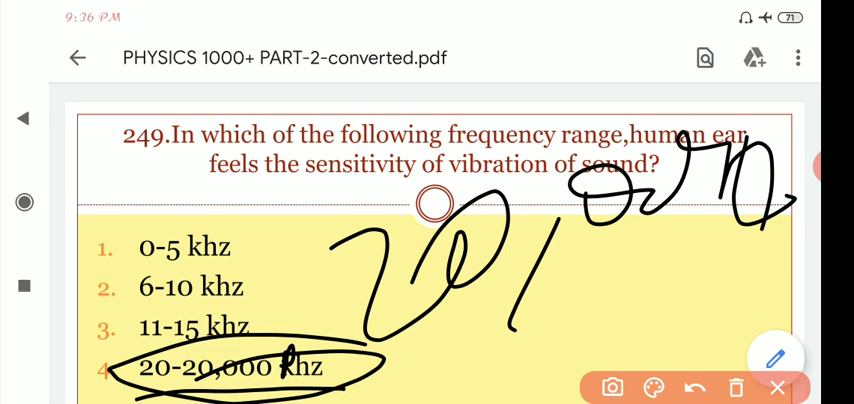 9:36 PM
71
PHYSICS 1000+ PART-2-converted.pdf
249.In which of the following frequency range,human ear
feels the sensitivity of vibration of sound?
1. 0-5 khz
2. 6-10 khz
3. 11-15 khz
4. 20-20,000 khz